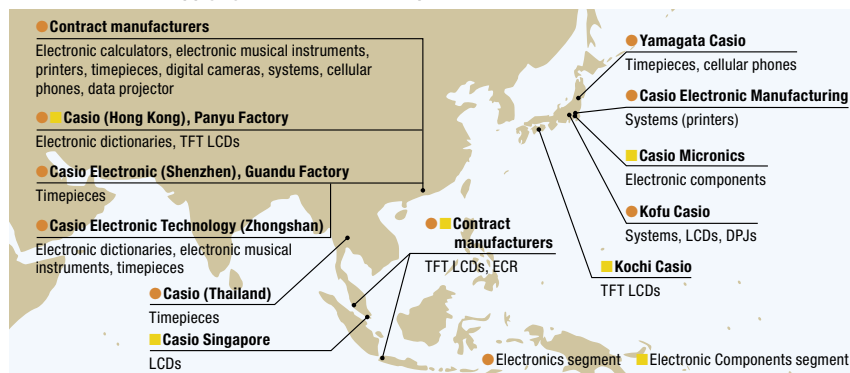 Contract manufacturers
Electronic calculators, electronic musical instruments,
printers, timepieces, digital cameras, systems, cellular
phones, data projector
Casio (Hong Kong), Panyu Factory
Electronic dictionaries, TFT LCDs
Casio Electronic (Shenzhen), Guandu Factory
Timepieces
Casio Electronic Technology (Zhongshan)
Electronic dictionaries, electronic musical
instruments, timepieces
Casio (Thailand)
Timepieces
Casio Singapore
LCDs
Contract
manufacturers
TFT LCDs, ECR
Yamagata Casio
Timepieces, cellular phones
Casio Electronic Manufacturing
Systems (printers)
Casio Micronics
Electronic components
Kofu Casio
Systems, LCDs, DPJs
Kochi Casio
TFT LCDs
Electronics segment
Electronic Components segment